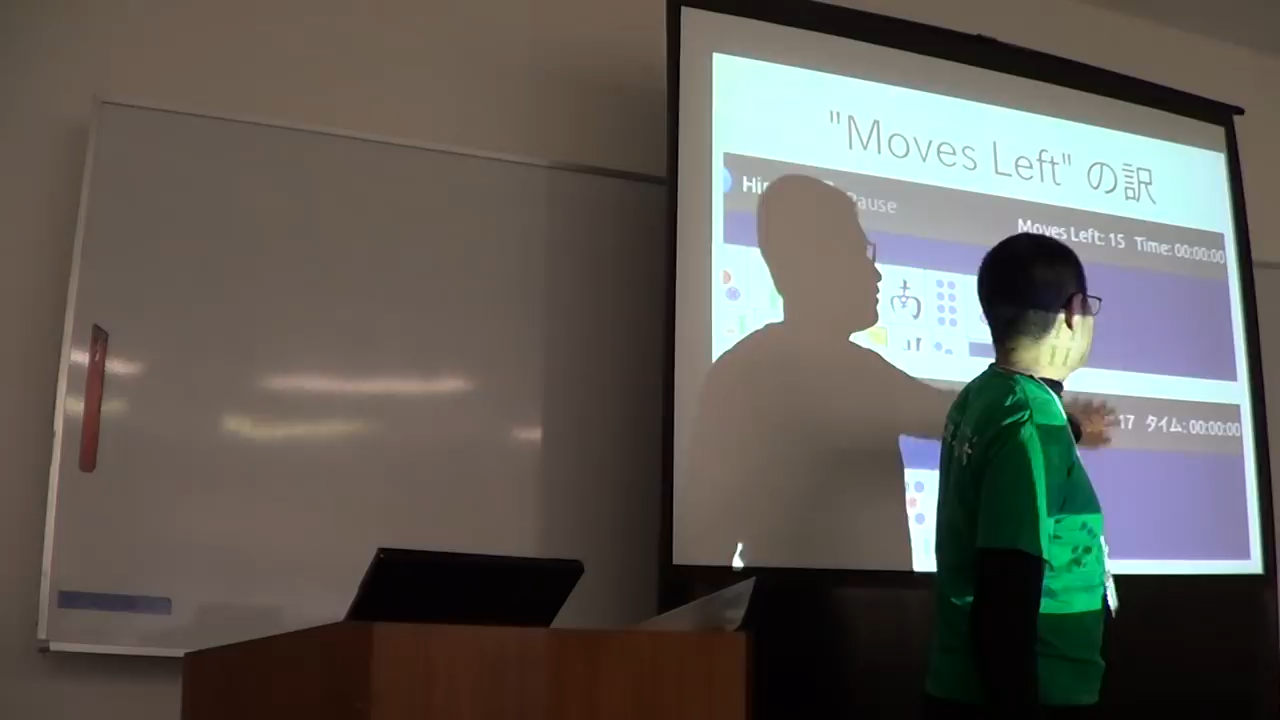 "Moves Left" の訳
Pause
Moves Left: 15 Time: 00:00:00
南
17 タイム: 00:00:00